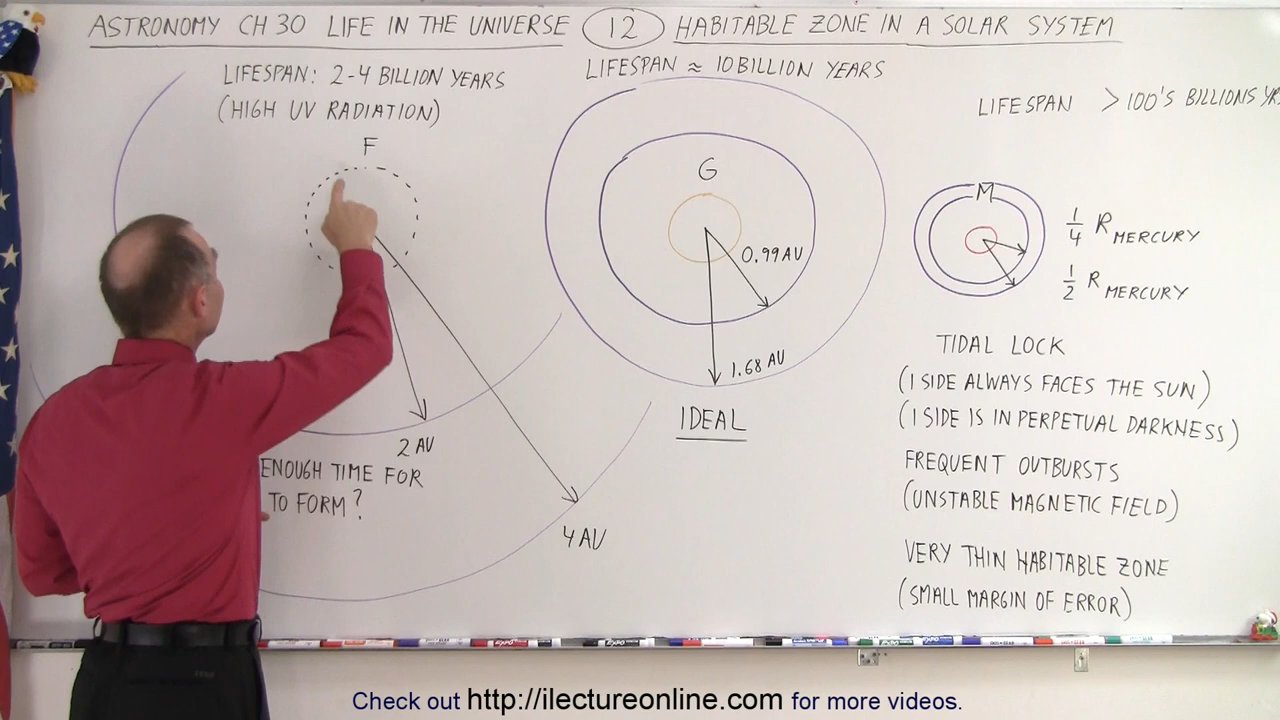 ASTRONOMY CH 30 LIFE IN THE UNIVERSE 12 HABITABLE ZONE IN A SOLAR SYSTEM
LIFESPAN: 2-4 BILLION YEARS
(HIGH UV RADIATION)
F
2 AU
4 AU
ENOUGH TIME FOR
TO FORM?
LIFESPAN ≈ 10 BILLION YEARS
G
0.99 AU
1.68 AU
IDEAL
LIFESPAN > 100'S BILLIONS
M
1/4 R MERCURY
1/2 R MERCURY
TIDAL LOCK
(1 SIDE ALWAYS FACES THE SUN)
(1 SIDE IS IN PERPETUAL DARKNESS)
FREQUENT OUTBURSTS
(UNSTABLE MAGNETIC FIELD)
VERY THIN HABITABLE ZONE
(SMALL MARGIN OF ERROR)
Check out http://ilectureonline.com for more videos.